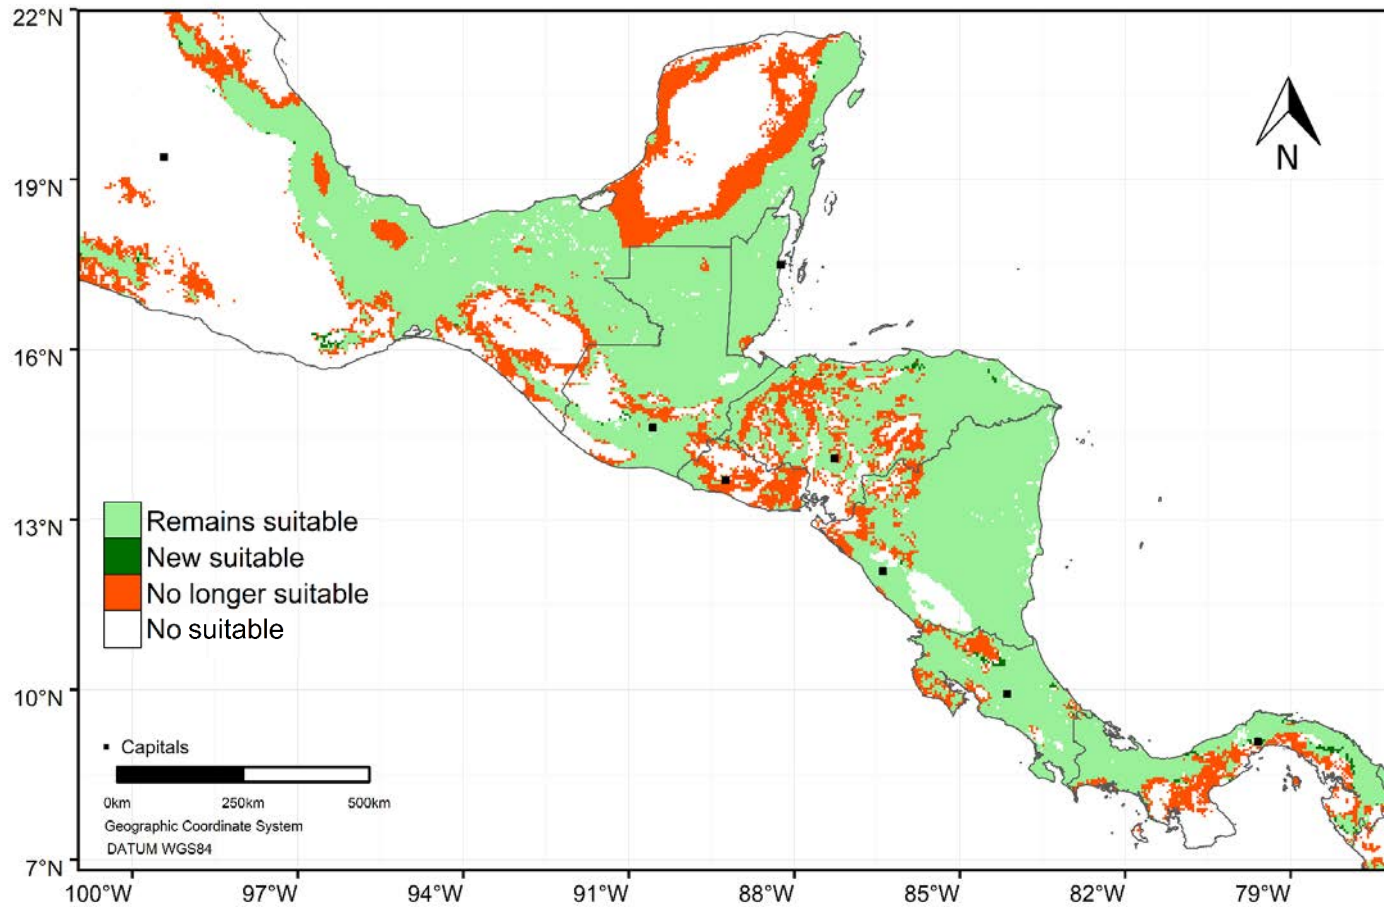 22°N
19°N
16°N
13°N
10°N
7°N
N
Remains suitable
New suitable
No longer suitable
No suitable
Capitals
0km 250km 500km
Geographic Coordinate System
DATUM WGS84
100°W 97°W 94°W 91°W 88°W 85°W 82°W 79°W